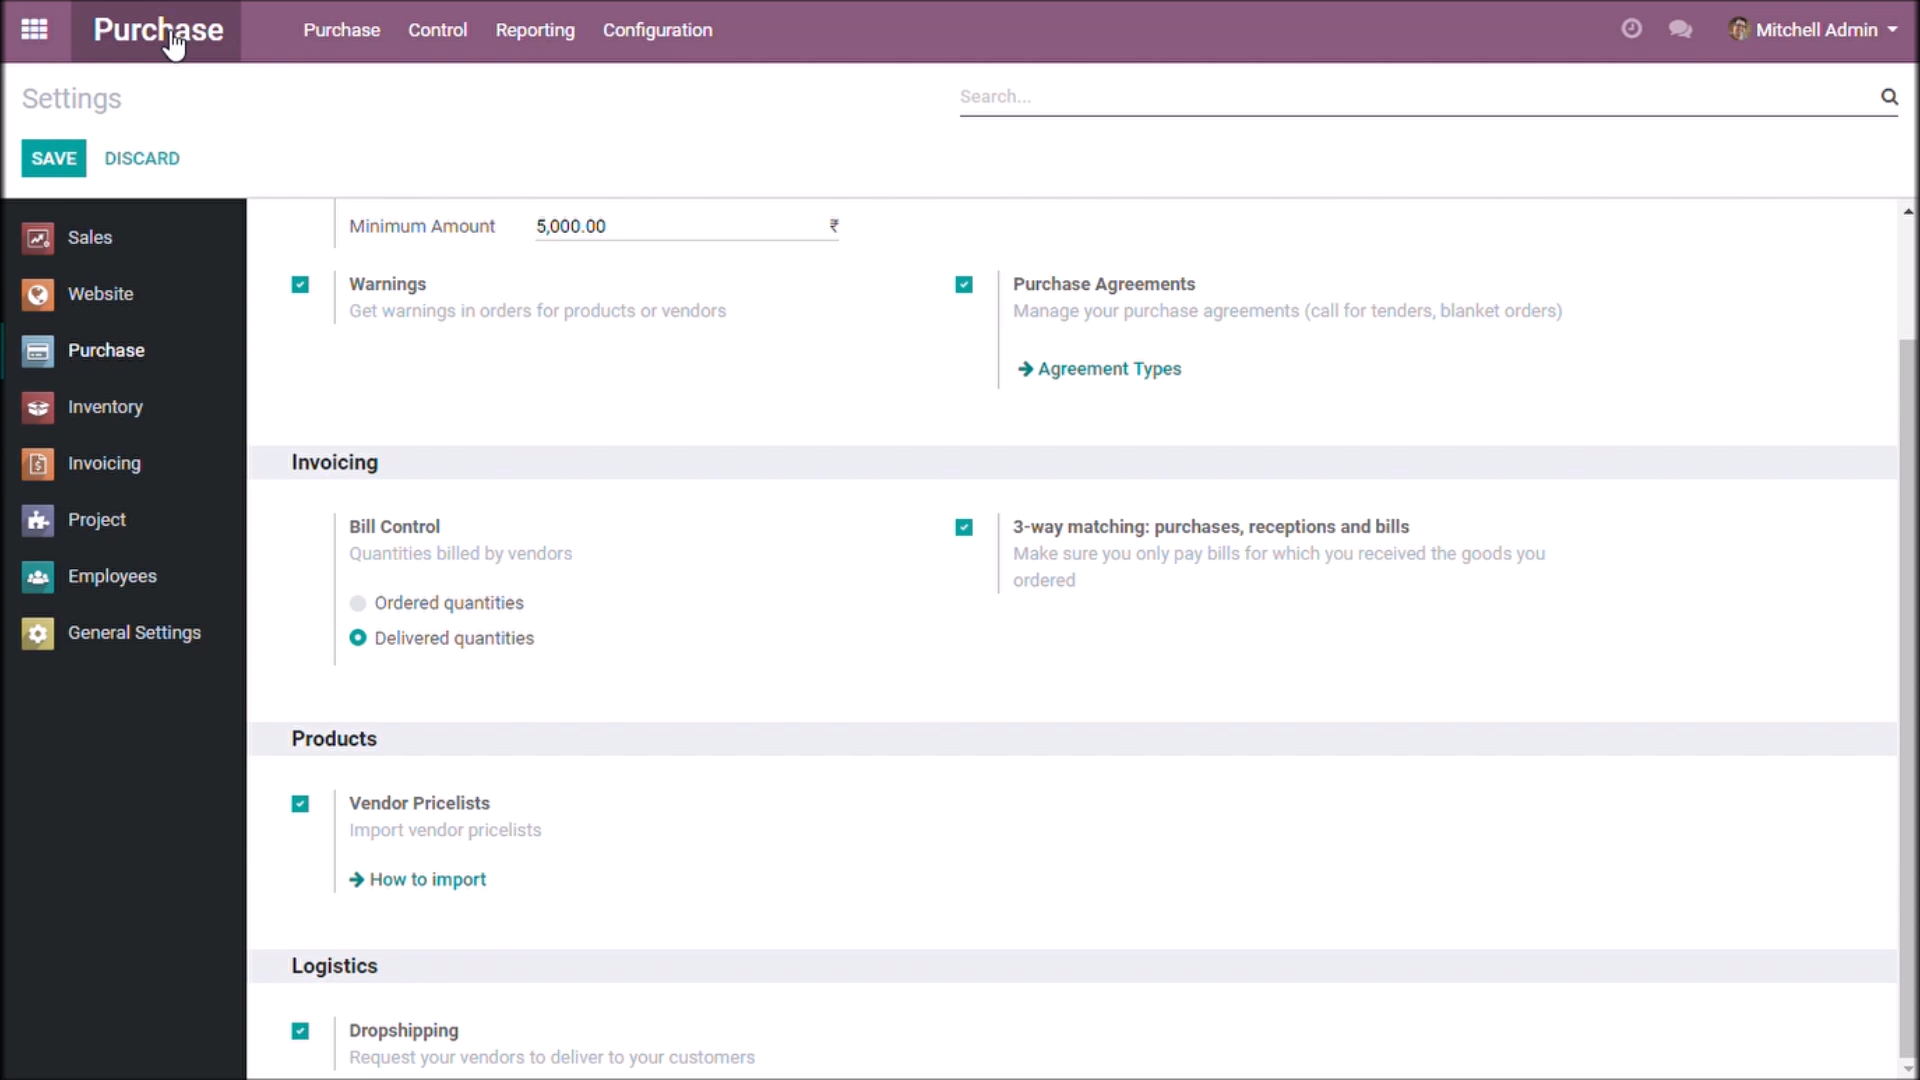 Purchase
Purchase Control Reporting Configuration
Mitchell Admin
Settings
Search...
SAVE DISCARD
Sales
Website
Purchase
Inventory
Invoicing
Project
Employees
General Settings
Minimum Amount 5,000.00 ₹
Warnings
Get warnings in orders for products or vendors
Purchase Agreements
Manage your purchase agreements (call for tenders, blanket orders)
Agreement Types
Invoicing
Bill Control
Quantities billed by vendors
Ordered quantities
Delivered quantities
3-way matching: purchases, receptions and bills
Make sure you only pay bills for which you received the goods you
ordered
Products
Vendor Pricelists
Import vendor pricelists
How to import
Logistics
Dropshipping
Request your vendors to deliver to your customers